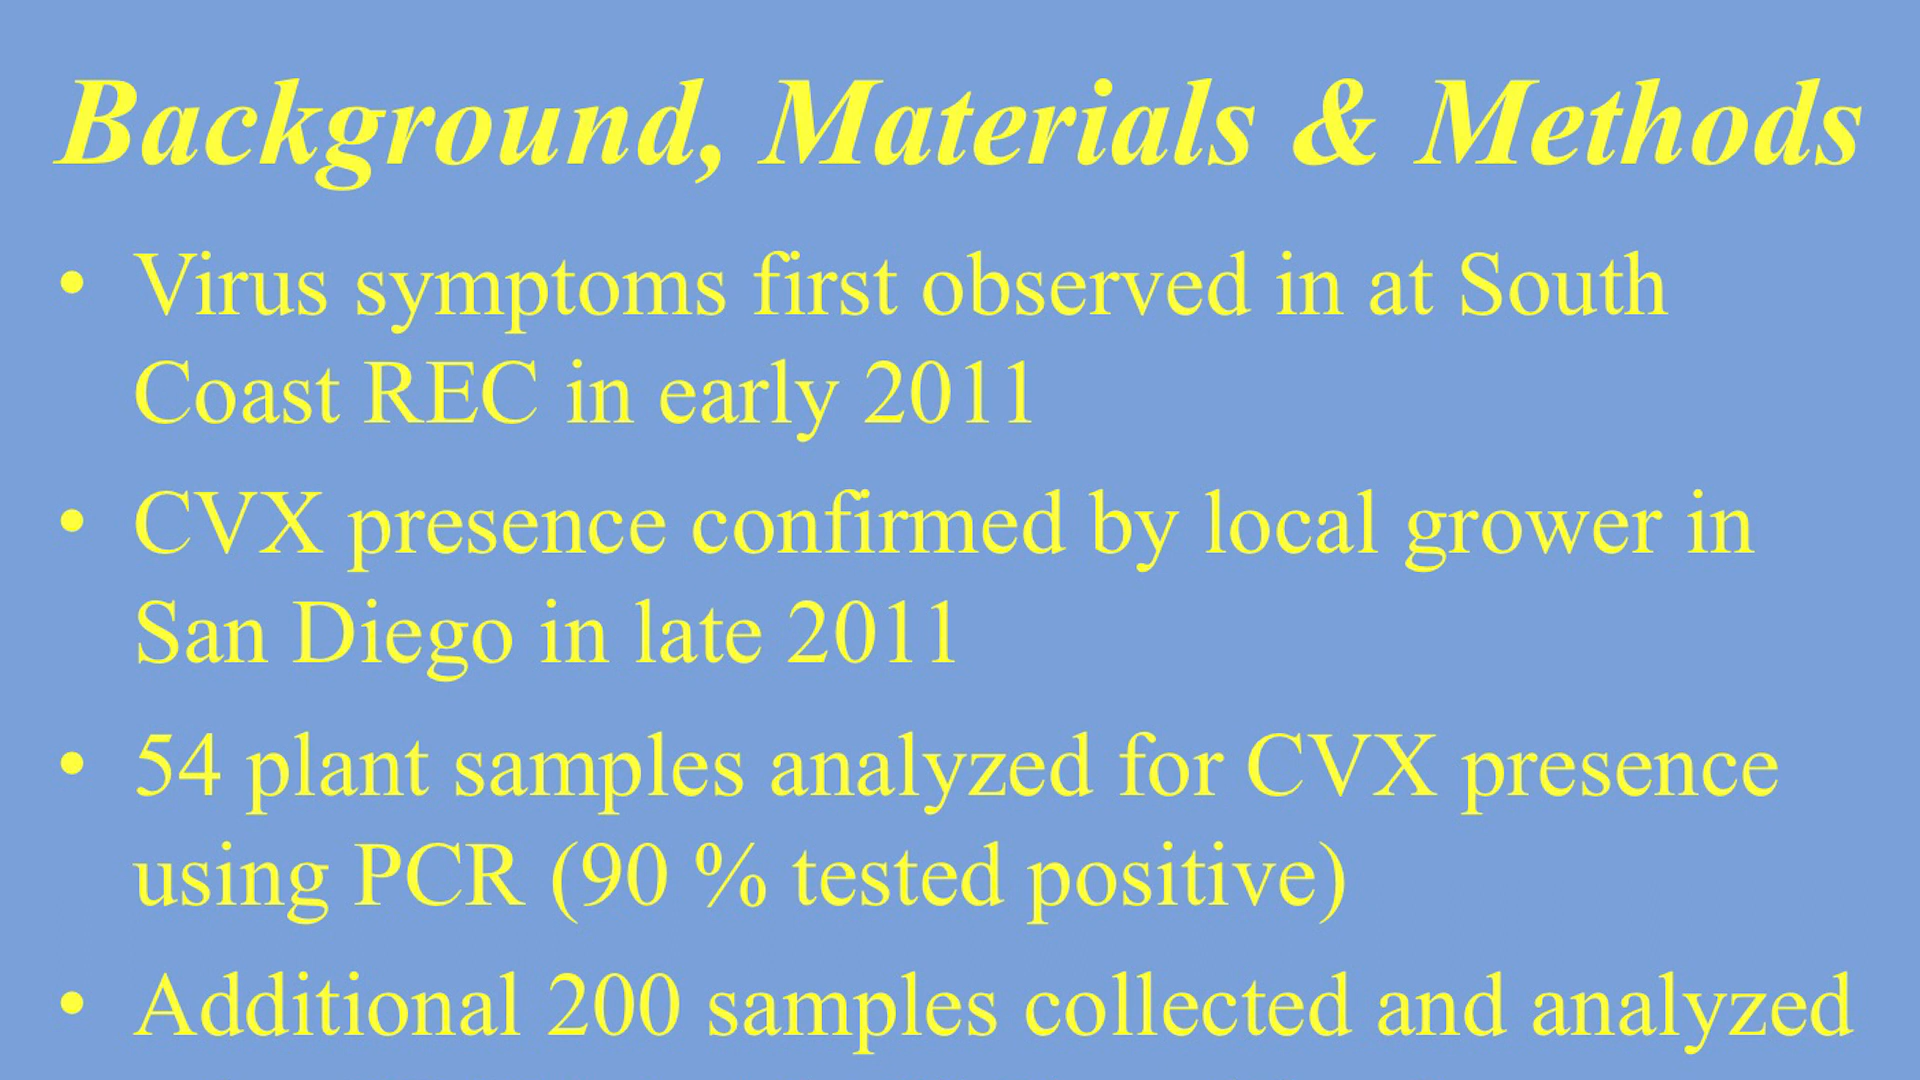 Background, Materials & Methods
• Virus symptoms first observed in at South
Coast REC in early 2011
• CVX presence confirmed by local grower in
San Diego in late 2011
• 54 plant samples analyzed for CVX presence
using PCR (90 % tested positive)
• Additional 200 samples collected and analyzed